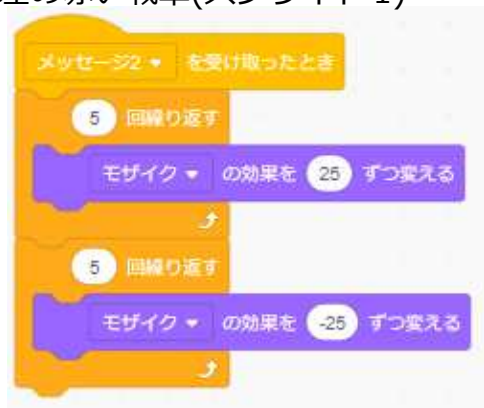 (スプライト1)
メッセージ2 を受け取ったとき
5 回繰り返す
モザイク の効果を 25 ずつ変える
5 回繰り返す
モザイク の効果を -25 ずつ変える